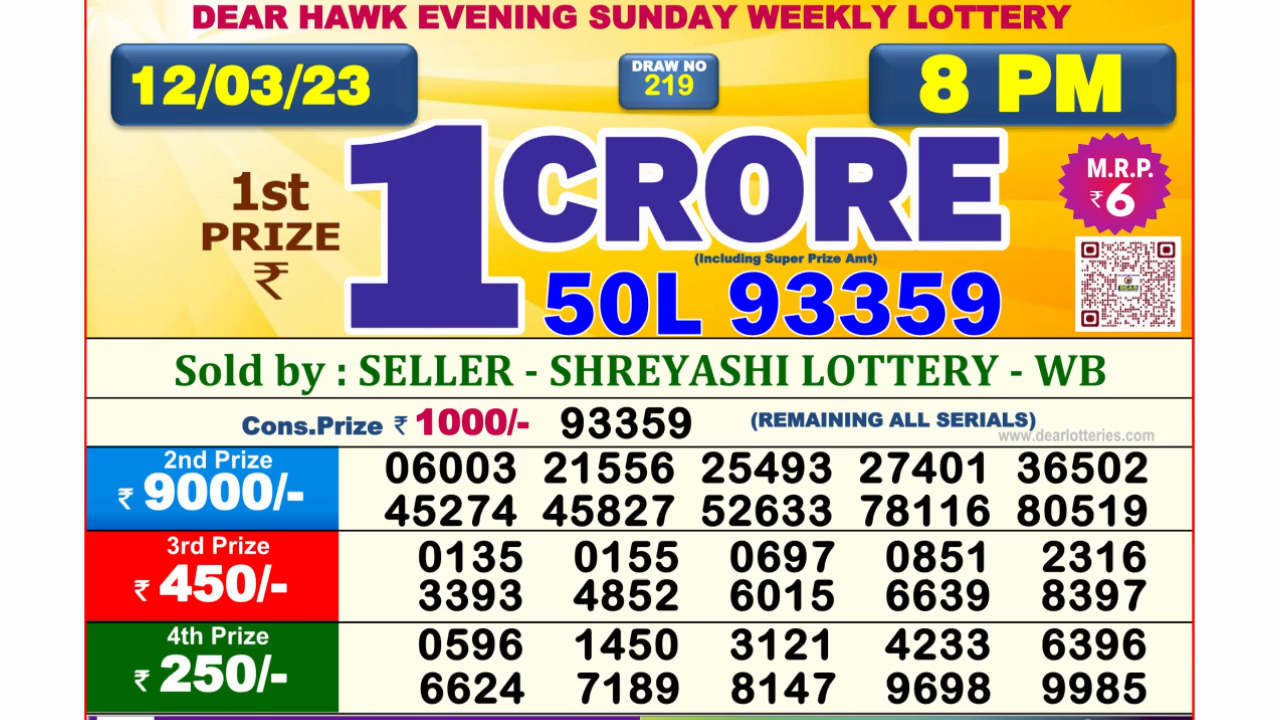 DEAR HAWK EVENING SUNDAY WEEKLY LOTTERY
12/03/23
DRAW NO
219
8 PM
1st
PRIZE
₹
1 CRORE
(Including Super Prize Amt)
M.R.P.
₹ 6
50L 93359
Sold by : SELLER - SHREYASHI LOTTERY - WB
Cons.Prize ₹ 1000/- 93359 (REMAINING ALL SERIALS)
www.dearlotteries.com
2nd Prize
₹ 9000/-
06003 21556 25493 27401 36502
45274 45827 52633 78116 80519
3rd Prize
₹ 450/-
0135 0155 0697 0851 2316
3393 4852 6015 6639 8397
4th Prize
₹ 250/-
0596 1450 3121 4233 6396
6624 7189 8147 9698 9985